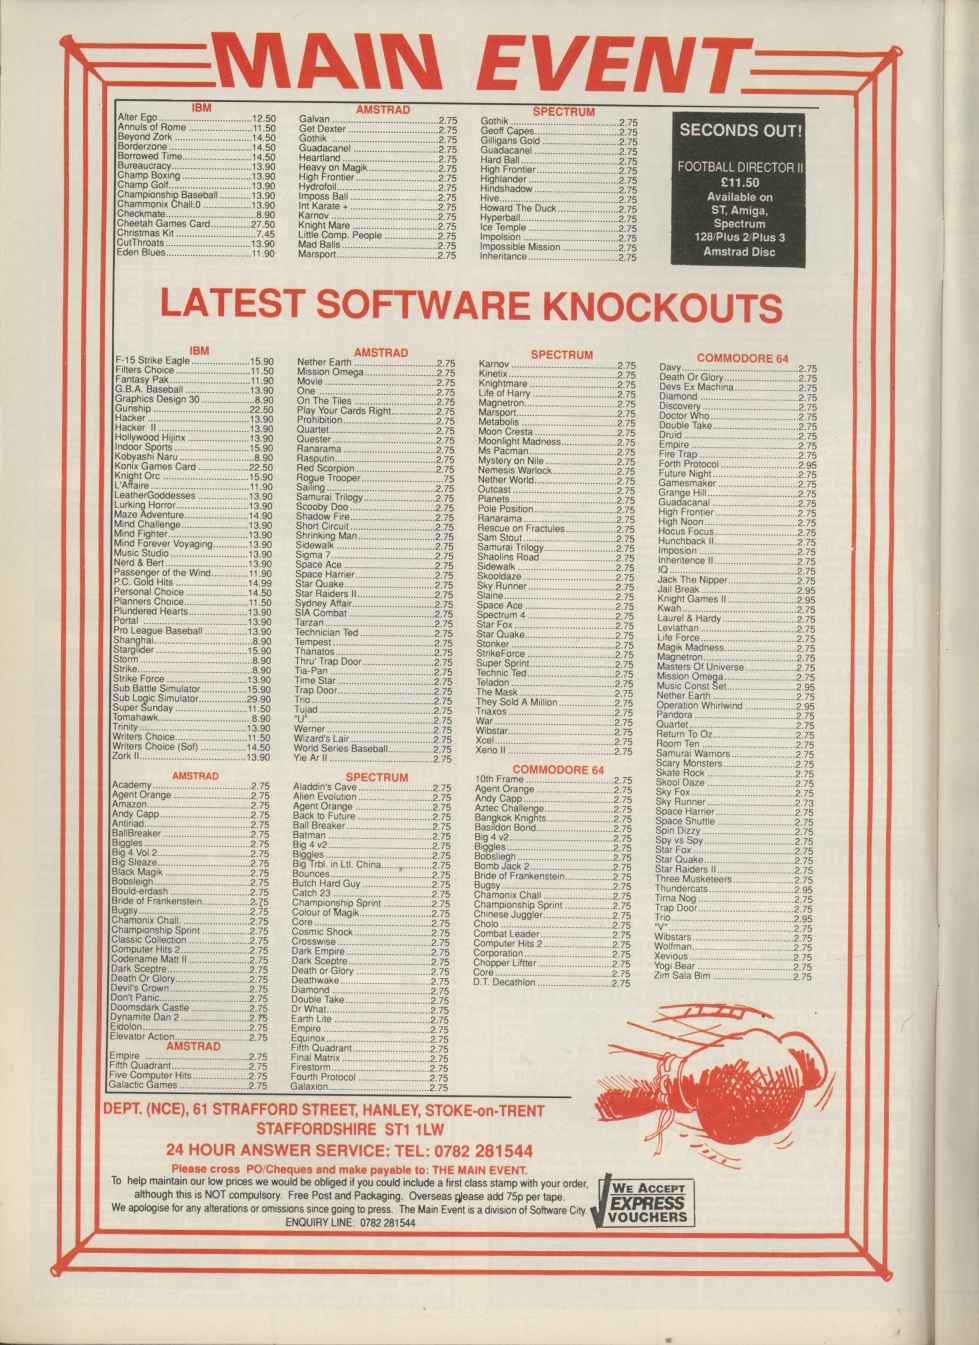 MAIN EVENT
IBM
Alter Ego 12.50
Annuls of Rome 11.50
Beyond Zork 14.50
Borderzone 14.50
Borrowed Time 14.50
Bureaucracy 13.90
Champ Boxing 13.90
Champ Golf 13.90
Championship Baseball 13.90
Chammonix Chall.0 13.90
Checkmate 8.90
Cheetah Games Card 27.50
Christmas Kit 7.45
CutThroats 13.90
Eden Blues 11.90
AMSTRAD
Galvan 2.75
Get Dexter 2.75
Gothik 2.75
Guadacanel 2.75
Heartland 2.75
Heavy on Magik 2.75
High Frontier 2.75
Hydrofoil 2.75
Imposs Ball 2.75
Int Karate + 2.75
Karnov 2.75
Knight Mare 2.75
Little Comp. People 2.75
Mad Balls 2.75
Marsport 2.75
SPECTRUM
Gothik 2.75
Geoff Capes 2.75
Gilligans Gold 2.75
Guadacanel 2.75
Hard Ball 2.75
High Frontier 2.75
Highlander 2.75
Hindshadow 2.75
Hive 2.75
Howard The Duck 2.75
Hyperball 2.75
Ice Temple 2.75
Impolsion 2.75
Impossible Mission 2.75
Inheritance 2.75
SECONDS OUT!
FOOTBALL DIRECTOR II
£11.50
Available on
ST, Amiga,
Spectrum
128/Plus 2/Plus 3
Amstrad Disc
LATEST SOFTWARE KNOCKOUTS
IBM
F-15 Strike Eagle 15.90
Filters Choice 11.50
Fantasy Pak 11.90
G.B.A. Baseball 13.90
Graphics Design 30 8.90
Gunship 22.50
Hacker 13.90
Hacker II 13.90
Hollywood Hijinx 13.90
Indoor Sports 15.90
Kobyashi Naru 8.90
Konix Games Card 22.50
Knight Orc 15.90
L'Affaire 11.90
LeatherGoddesses 13.90
Lurking Horror 13.90
Maze Adventure 14.90
Mind Challenge 13.90
Mind Fighter 13.90
Mind Forever Voyaging 13.90
Music Studio 13.90
Nerd & Bert 13.90
Passenger of the Wind 11.90
P.C. Gold Hits 14.99
Personal Choice 14.50
Planners Choice 11.50
Plundered Hearts 13.90
Portal 13.90
Pro League Baseball 13.90
Shanghai 8.90
Starglider 15.90
Storm 8.90
Strike 8.90
Strike Force 13.90
Sub Battle Simulator 15.90
Sub Logic Simulator 29.90
Super Sunday 11.50
Tomahawk 8.90
Trinity 13.90
Writers Choice 11.50
Writers Choice (Sof) 14.50
Zork II 13.90
AMSTRAD
Academy 2.75
Agent Orange 2.75
Amazon 2.75
Andy Capp 2.75
Antiriad 2.75
BallBreaker 2.75
Biggles 2.75
Big 4 Vol 2 2.75
Big Sleaze 2.75
Black Magik 2.75
Bobsleigh 2.75
Bould-erdash 2.75
Bride of Frankenstein 2.75
Bugsy 2.75
Chamonix Chall. 2.75
Championship Sprint 2.75
Classic Collection 2.75
Computer Hits 2 2.75
Codename Matt II 2.75
Dark Sceptre 2.75
Death Or Glory 2.75
Devil's Crown 2.75
Don't Panic 2.75
Doomsdark Castle 2.75
Dynamite Dan 2 2.75
Eidolon 2.75
Elevator Action 2.75
AMSTRAD
Empire 2.75
Fifth Quadrant 2.75
Five Computer Hits 2.75
Galactic Games 2.75
AMSTRAD
Nether Earth 2.75
Mission Omega 2.75
Movie 2.75
One 2.75
On The Tiles 2.75
Play Your Cards Right 2.75
Prohibition 2.75
Quartet 2.75
Quester 2.75
Ranarama 2.75
Rasputin 2.75
Red Scorpion .75
Rogue Trooper .75
Sailing 2.75
Samurai Trilogy 2.75
Scooby Doo 2.75
Shadow Fire 2.75
Short Circuit 2.75
Shrinking Man 2.75
Sidewalk 2.75
Sigma 7 2.75
Space Ace 2.75
Space Harrier 2.75
Star Quake 2.75
Star Raiders II 2.75
Sydney Affair 2.75
SIA Combat 2.75
Tarzan 2.75
Technician Ted 2.75
Tempest 2.75
Thanatos 2.75
Thru' Trap Door 2.75
Tia-Pan 2.75
Time Star 2.75
Trap Door 2.75
Trio 2.75
Tujad 2.75
"U" 2.75
Werner 2.75
Wizard's Lair 2.75
World Series Baseball 2.75
Yie Ar II 2.75
SPECTRUM
Aladdin's Cave 2.75
Alien Evolution 2.75
Agent Orange 2.75
Back to Future 2.75
Ball Breaker 2.75
Batman 2.75
Big 4 v2 2.75
Biggles 2.75
Big Trbl. in Ltl. China 2.75
Bounces 2.75
Butch Hard Guy 2.75
Catch 23 2.75
Championship Sprint 2.75
Colour of Magik 2.75
Core 2.75
Cosmic Shock 2.75
Crosswise 2.75
Dark Empire 2.75
Dark Sceptre 2.75
Death or Glory 2.75
Deathwake 2.75
Diamond 2.75
Double Take 2.75
Dr What 2.75
Earth Lite 2.75
Empire 2.75
Equinox 2.75
Fifth Quadrant 2.75
Final Matrix 2.75
Firestorm 2.75
Fourth Protocol 2.75
Galaxion 2.75
SPECTRUM
Karnov 2.75
Kinetix 2.75
Knightmare 2.75
Life of Harry 2.75
Magnetron 2.75
Marsport 2.75
Metabolis 2.75
Moon Cresta 2.75
Moonlight Madness 2.75
Ms Pacman 2.75
Mystery on Nile 2.75
Nemesis Warlock 2.75
Nether World 2.75
Outcast 2.75
Planets 2.75
Pole Position 2.75
Ranarama 2.75
Rescue on Fractules 2.75
Sam Stout 2.75
Samurai Trilogy 2.75
Shaolins Road 2.75
Sidewalk 2.75
Skooldaze 2.75
Sky Runner 2.75
Slaine 2.75
Space Ace 2.75
Spectrum 4 2.75
Star Fox 2.75
Star Quake 2.75
Stonker 2.75
StrikeForce 2.75
Super Sprint 2.75
Technic Ted 2.75
Teladon 2.75
The Mask 2.75
They Sold A Million 2.75
Triaxos 2.75
War 2.75
Wibstar 2.75
Xcel 2.75
Xeno II 2.75
COMMODORE 64
10th Frame 2.75
Agent Orange 2.75
Andy Capp 2.75
Aztec Challenge 2.75
Bangkok Knights 2.75
Basildon Bond 2.75
Big 4 v2 2.75
Biggles 2.75
Bobsliegh 2.75
Bomb Jack 2 2.75
Bride of Frankenstein 2.75
Bugsy 2.75
Chamonix Chall 2.75
Championship Sprint 2.75
Chinese Juggler 2.75
Cholo 2.75
Combat Leader 2.75
Computer Hits 2 2.75
Corporation 2.75
Chopper Liftter 2.75
Core 2.75
D.T. Decathlon 2.75
COMMODORE 64
Davy 2.75
Death Or Glory 2.75
Devs Ex Machina 2.75
Diamond 2.75
Discovery 2.75
Doctor Who 2.75
Double Take 2.75
Druid 2.75
Empire 2.75
Fire Trap 2.75
Forth Protocol 2.95
Future Night 2.75
Gamesmaker 2.75
Grange Hill 2.75
Guadacanal 2.75
High Frontier 2.75
High Noon 2.75
Hocus Focus 2.75
Hunchback II 2.75
Imposion 2.75
Inheritence II 2.75
IQ 2.75
Jack The Nipper 2.75
Jail Break 2.95
Knight Games II 2.95
Kwah 2.75
Laurel & Hardy 2.75
Leviathan 2.75
Life Force 2.75
Magik Madness 2.75
Magnetron 2.75
Masters Of Universe 2.75
Mission Omega 2.75
Music Const Set 2.95
Nether Earth 2.75
Operation Whirlwind 2.95
Pandora 2.75
Quartet 2.75
Return To Oz 2.75
Room Ten 2.75
Samurai Warriors 2.75
Scary Monsters 2.75
Skate Rock 2.75
Skool Daze 2.75
Sky Fox 2.75
Sky Runner 2.73
Space Harrier 2.75
Space Shuttle 2.75
Spin Dizzy 2.75
Spy vs Spy 2.75
Star Fox 2.75
Star Quake 2.75
Star Raiders II 2.75
Three Musketeers 2.75
Thundercats 2.95
Tirna Nog 2.75
Trap Door 2.75
Trio 2.95
"V" 2.75
Wibstars 2.75
Wolfman 2.75
Xevious 2.75
Yogi Bear 2.75
Zim Sala Bim 2.75
DEPT. (NCE), 61 STRAFFORD STREET, HANLEY, STOKE-on-TRENT
STAFFORDSHIRE ST1 1LW
24 HOUR ANSWER SERVICE: TEL: 0782 281544
Please cross PO/Cheques and make payable to: THE MAIN EVENT.
To help maintain our low prices we would be obliged if you could include a first class stamp with your order,
although this is NOT compulsory. Free Post and Packaging. Overseas please add 75p per tape.
We apologise for any alterations or omissions since going to press. The Main Event is a division of Software City.
ENQUIRY LINE: 0782 281544
WE ACCEPT
EXPRESS
VOUCHERS